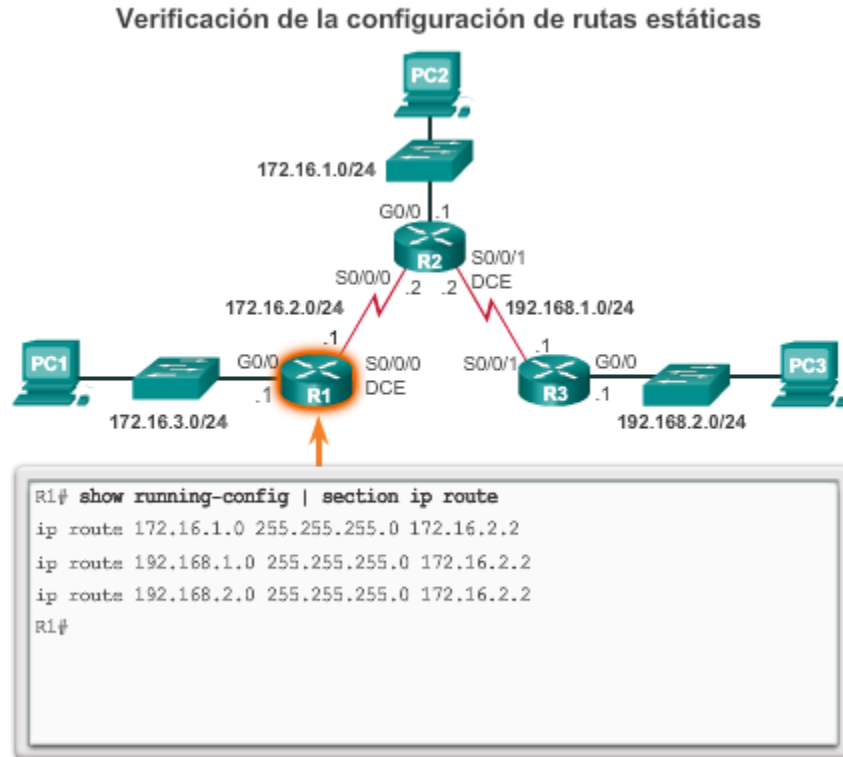 Verificación de la configuración de rutas estáticas
PC2
172.16.1.0/24
G0/0 .1
R2
S0/0/0 .2 .2 S0/0/1
DCE
172.16.2.0/24
192.168.1.0/24
.1
.1
PC1
G0/0
.1
R1
S0/0/0
DCE
S0/0/1
R3
G0/0
.1
PC3
172.16.3.0/24
192.168.2.0/24
R1# show running-config | section ip route
ip route 172.16.1.0 255.255.255.0 172.16.2.2
ip route 192.168.1.0 255.255.255.0 172.16.2.2
ip route 192.168.2.0 255.255.255.0 172.16.2.2
R1#